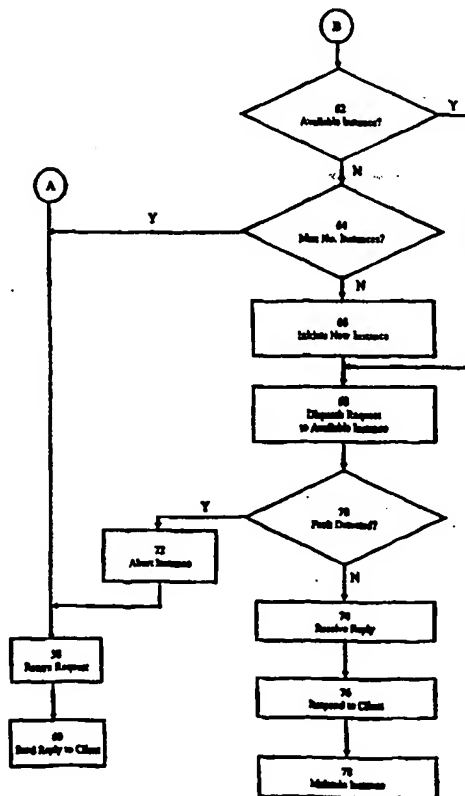 B
62
Available Instance?
Y
N
A
Y
64
Max No. Instances?
N
66
Initiate New Instance
68
Dispatch Request
to Available Instance
70
Fault Detected?
Y
72
Abort Instance
N
74
Receive Reply
58
Return Request
76
Respond to Client
60
Send Reply to Client
78
Maintain Instance